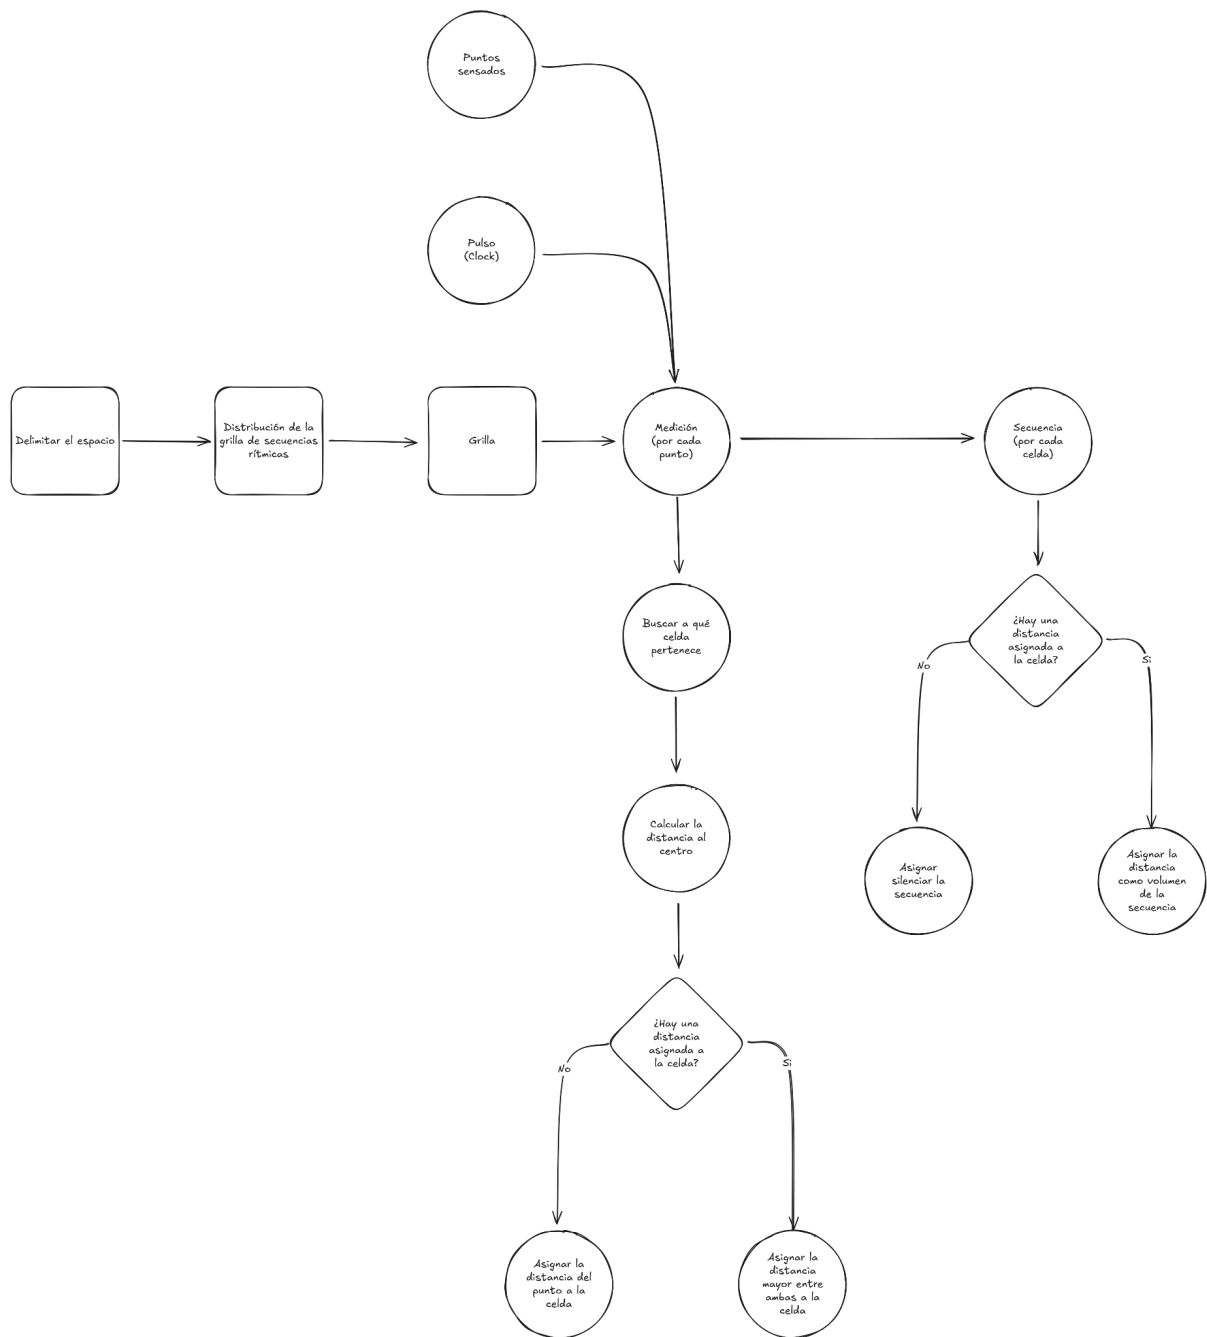 Puntos
sensados
Pulso
(Clock)
Delimitar el espacio
Distribución de la
grilla de secuencias
rítmicas
Grilla
Medición
(por cada
punto)
Secuencia
(por cada
celda)
Buscar a qué
celda
pertenece
¿Hay una
distancia
asignada a
la celda?
No
Si
Calcular la
distancia al
centro
Asignar
silenciar la
secuencia
Asignar la
distancia
como volumen
de la
secuencia
¿Hay una
distancia
asignada a
la celda?
No
Si
Asignar la
distancia del
punto a la
celda
Asignar la
distancia
mayor entre
ambas a la
celda